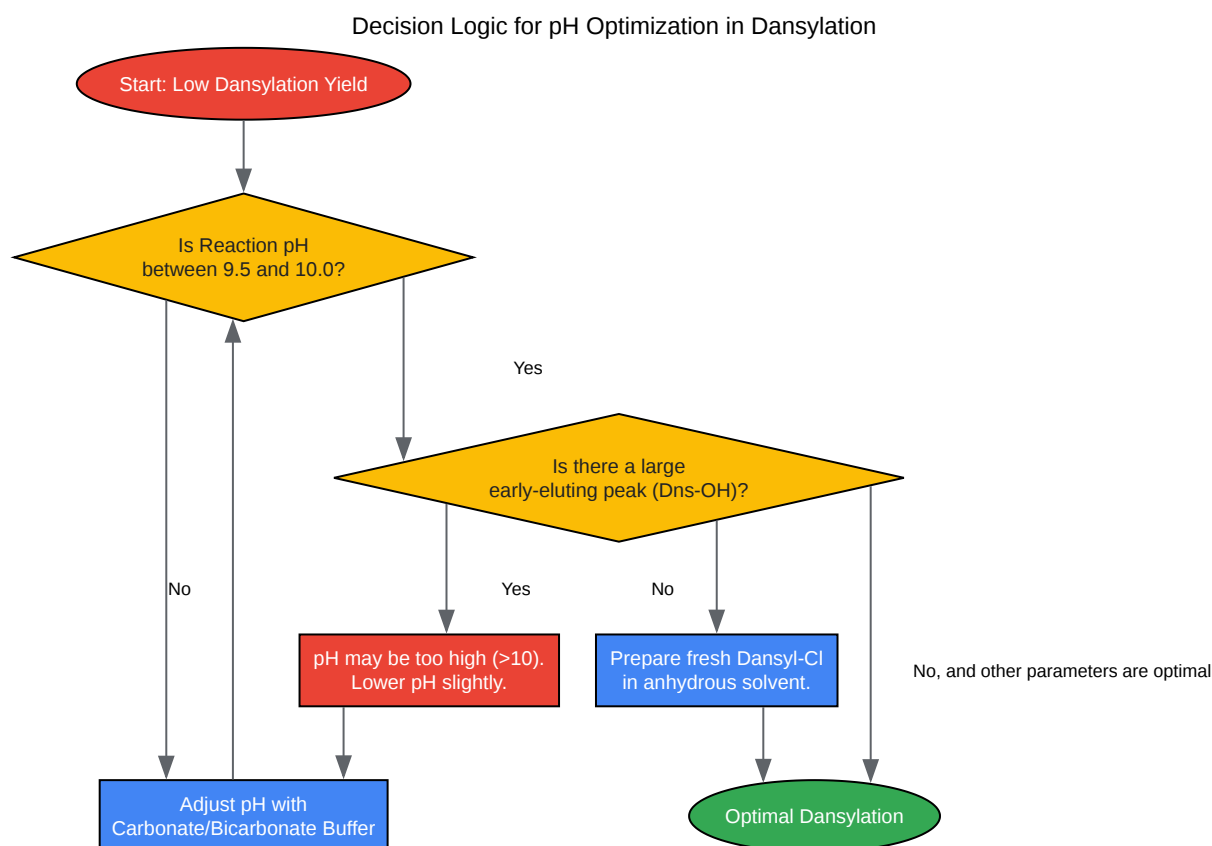 Decision Logic for pH Optimization in Dansylation
Start: Low Dansylation Yield
Is Reaction pH
between 9.5 and 10.0?
Yes
Is there a large
early-eluting peak (Dns-OH)?
No
Yes
No
pH may be too high (>10).
Lower pH slightly.
Prepare fresh Dansyl-Cl
in anhydrous solvent.
No, and other parameters are optimal
Adjust pH with
Carbonate/Bicarbonate Buffer
Optimal Dansylation